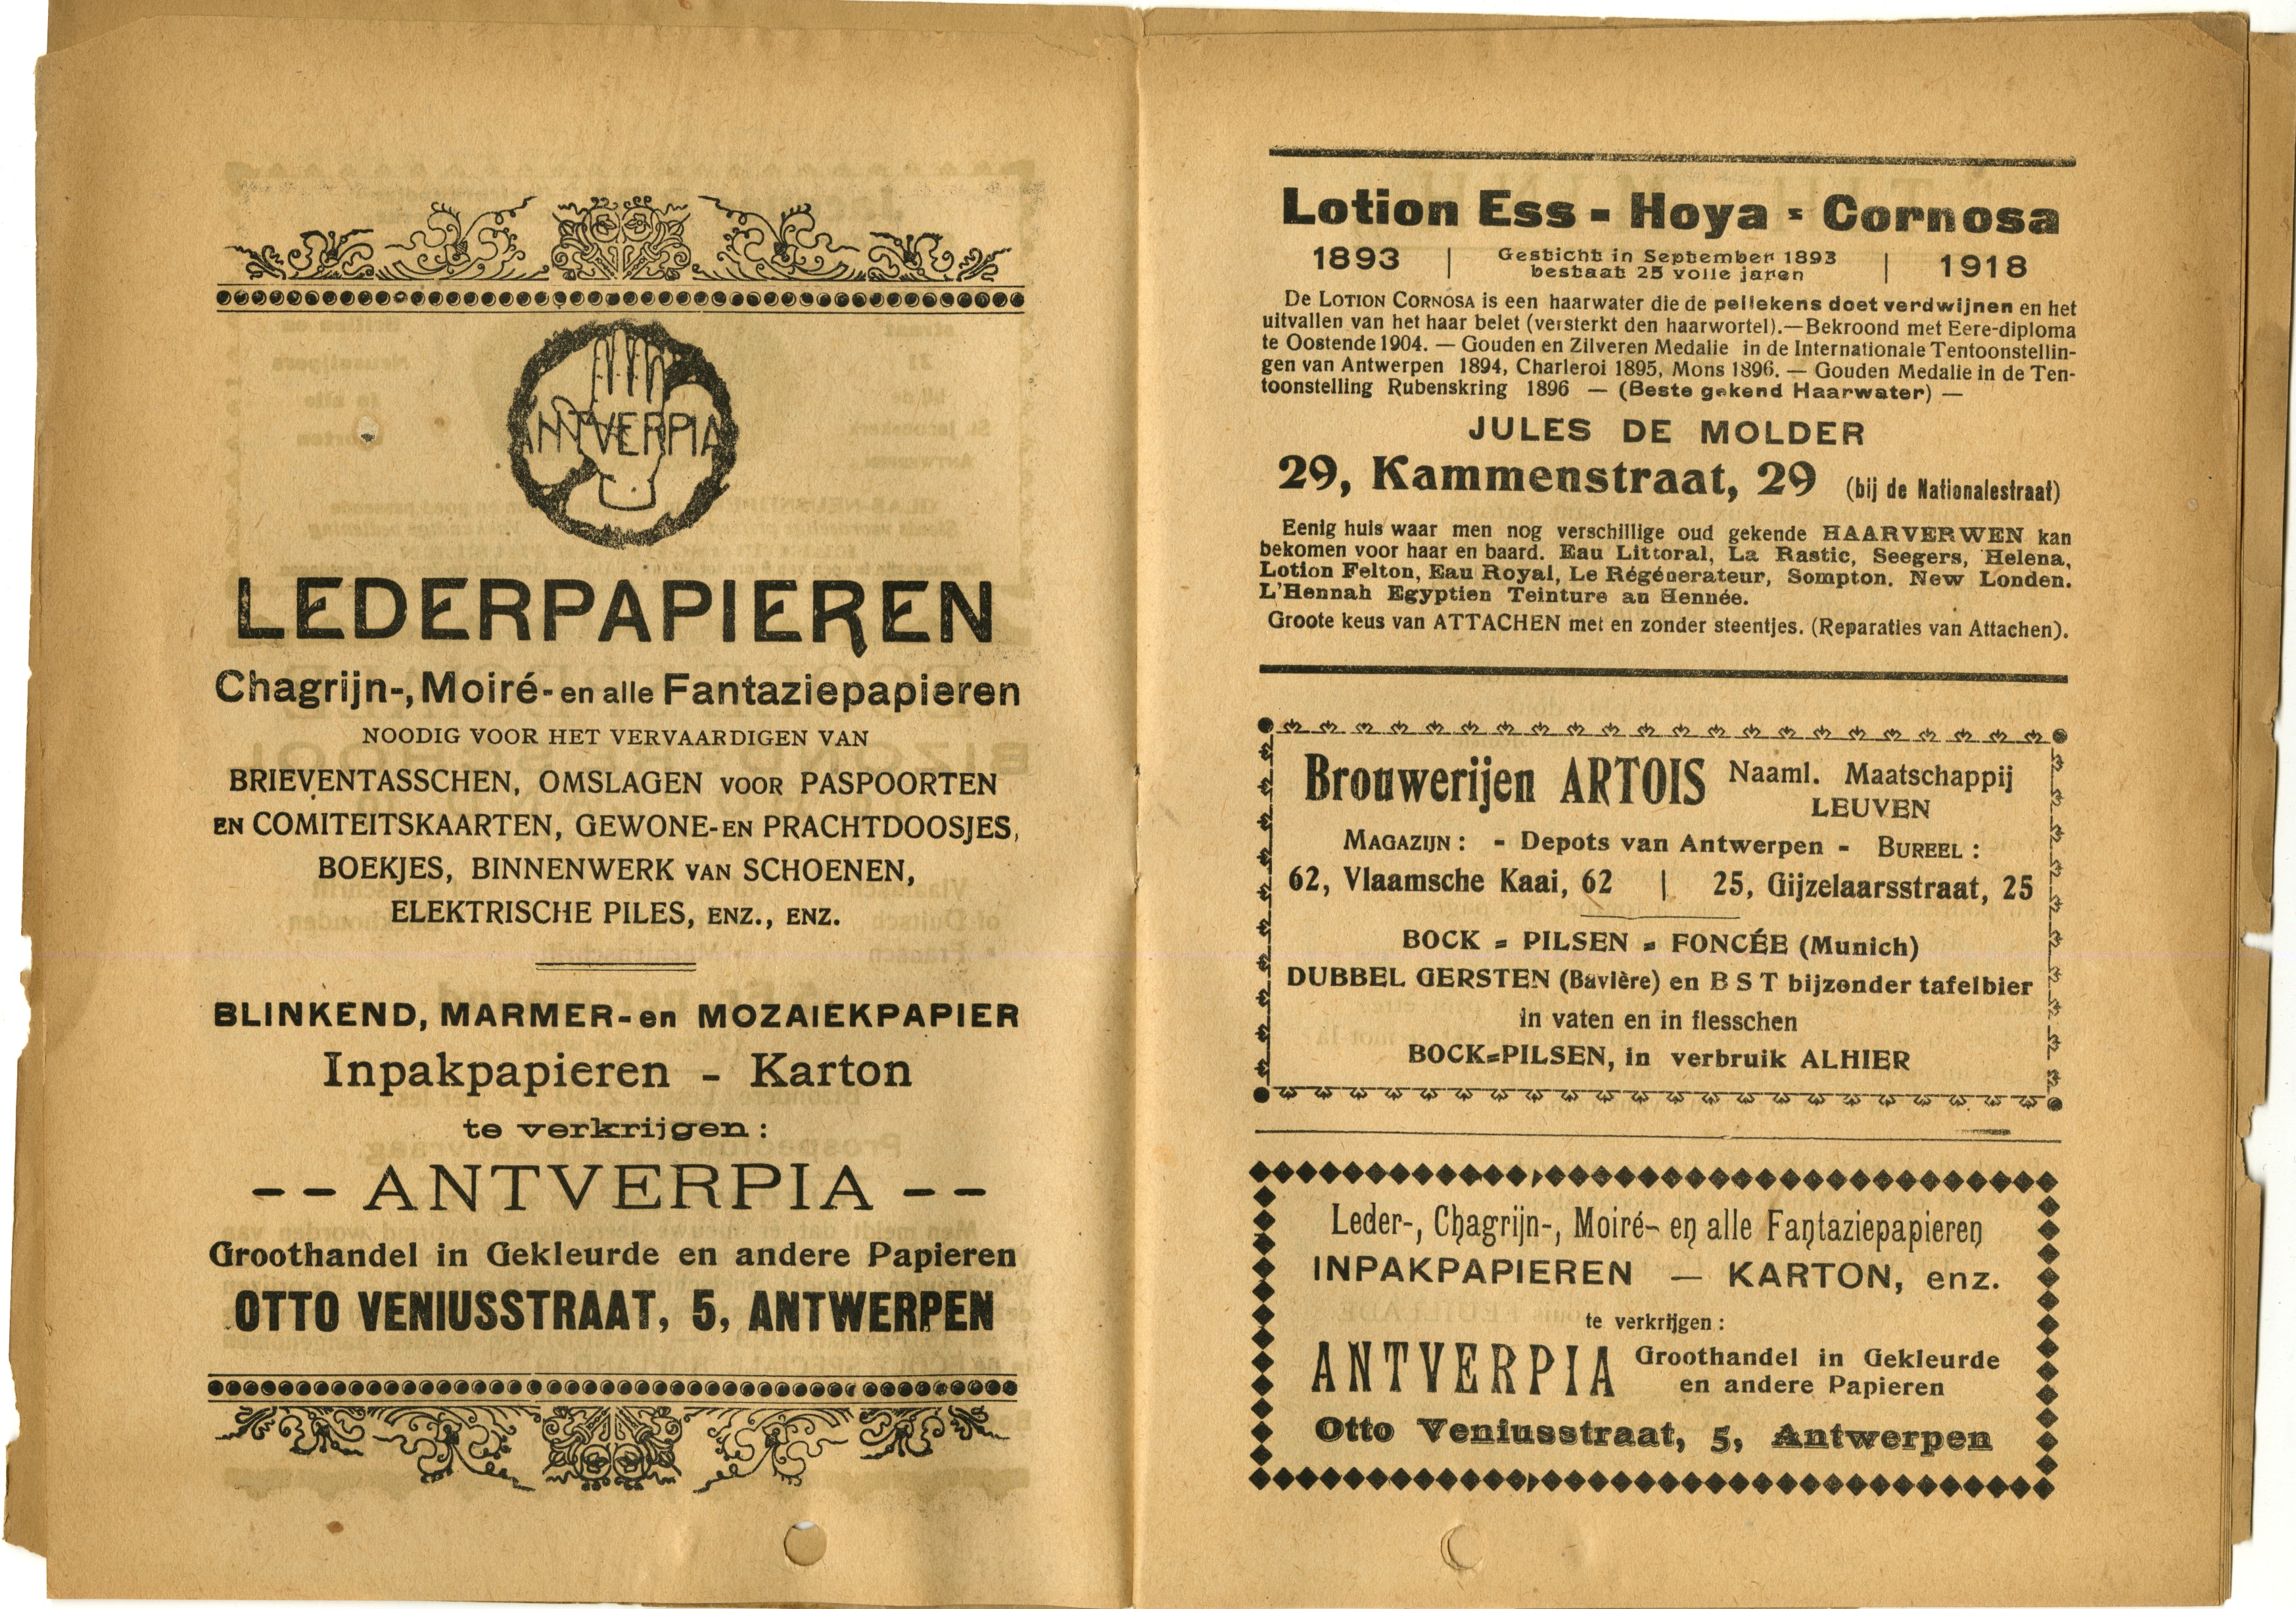 ANTVERPIA
LEDERPAPIEREN
Chagrijn-, Moiré- en alle Fantaziepapieren
NOODIG VOOR HET VERVAARDIGEN VAN
BRIEVENTASSCHEN, OMSLAGEN VOOR PASPOORTEN
EN COMITEITSKAARTEN, GEWONE- EN PRACHTDOOSJES,
BOEKJES, BINNENWERK VAN SCHOENEN,
ELEKTRISCHE PILES, ENZ., ENZ.
BLINKEND, MARMER- en MOZAIEKPAPIER
Inpakpapieren - Karton
te verkrijgen:
-- ANTVERPIA --
Groothandel in Gekleurde en andere Papieren
OTTO VENIUSSTRAAT, 5, ANTWERPEN
Lotion Ess - Hoya - Cornosa
1893 | Gesticht in September 1893 | 1918
bestaat 25 volle jaren
De LOTION CORNOSA is een haarwater die de pellekens doet verdwijnen en het
uitvallen van het haar belet (versterkt den haarwortel).—Bekroond met Eere-diploma
te Oostende 1904. — Gouden en Zilveren Medalie in de Internationale Tentoonstellin-
gen van Antwerpen 1894, Charleroi 1895, Mons 1896. — Gouden Medalie in de Ten-
toonstelling Rubenskring 1896 — (Beste gekend Haarwater) —
JULES DE MOLDER
29, Kammenstraat, 29 (bij de Nationalestraat)
Eenig huis waar men nog verschillige oud gekende HAARVERWEN kan
bekomen voor haar en baard. Eau Littoral, La Rastic, Seegers, Helena,
Lotion Felton, Eau Royal, Le Régénerateur, Sompton. New Londen.
L'Hennah Egyptien Teinture au Hennée.
Groote keus van ATTACHEN met en zonder steentjes. (Reparaties van Attachen).
Brouwerijen ARTOIS Naaml. Maatschappij
LEUVEN
MAGAZIJN: - Depots van Antwerpen - BUREEL:
62, Vlaamsche Kaai, 62 | 25, Gijzelaarsstraat, 25
BOCK = PILSEN = FONCÉE (Munich)
DUBBEL GERSTEN (Bavière) en B S T bijzonder tafelbier
in vaten en in flesschen
BOCK=PILSEN, in verbruik ALHIER
Leder-, Chagrijn-, Moiré- en alle Fantaziepapieren
INPAKPAPIEREN — KARTON, enz.
te verkrijgen:
ANTVERPIA Groothandel in Gekleurde
en andere Papieren
Otto Veniusstraat, 5, Antwerpen